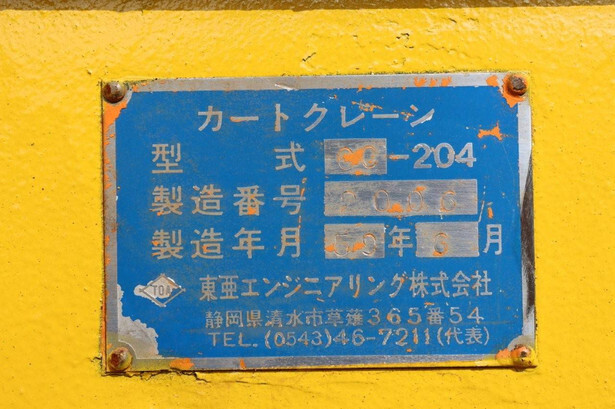 カートクレーン
型式 -204
製造番号
製造年月 50年 月
TOA 東亜エンジニアリング株式会社
静岡県清水市草薙365番54
TEL.(0543)46-7211(代表)